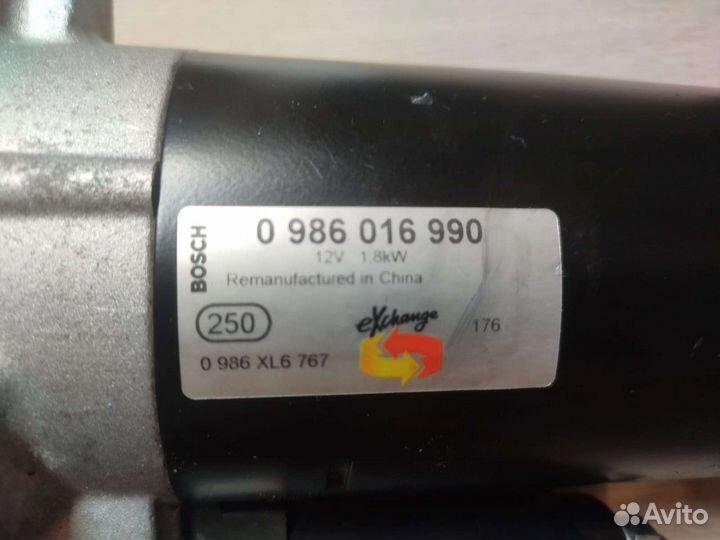 BOSCH
0 986 016 990
12V 1,8kW
Remanufactured in China
250
eXchange
176
0 986 XL6 767
Avito